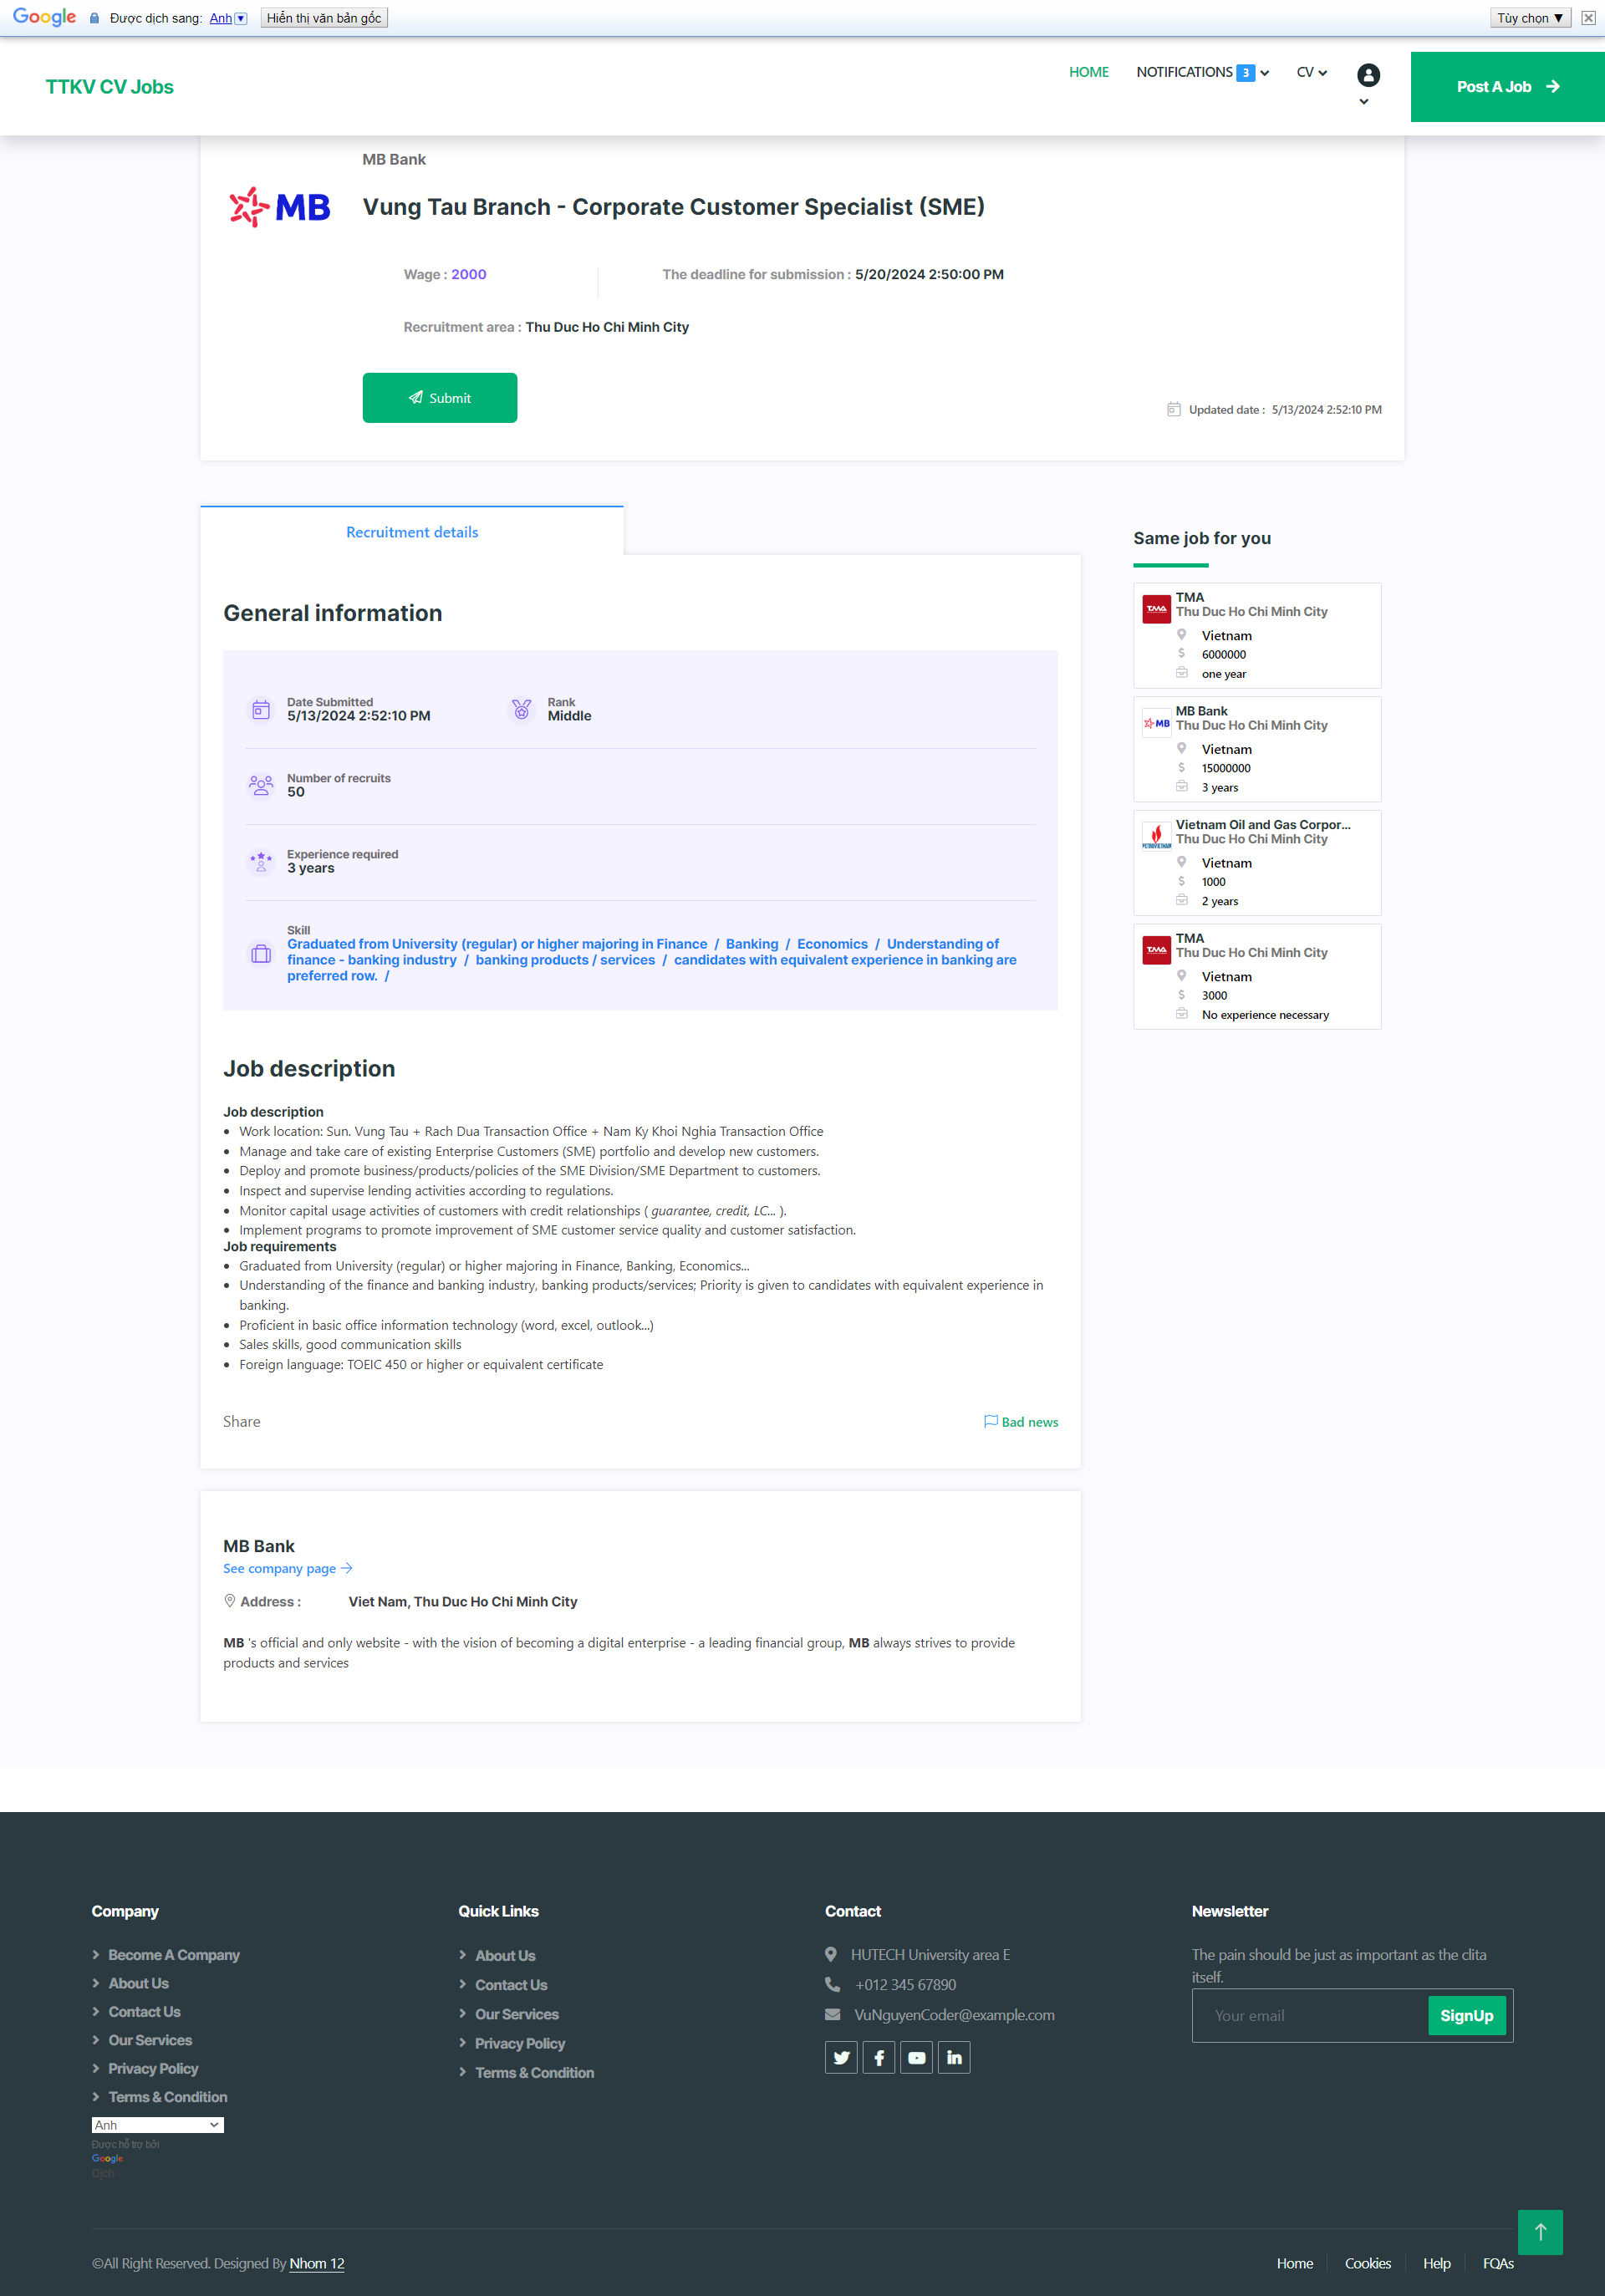 Google Được dịch sang: Anh▼ Hiển thị văn bản gốc Tùy chọn ▼
TTKV CV Jobs
HOME NOTIFICATIONS 3 CV
Post A Job
MB Bank
MB
Vung Tau Branch - Corporate Customer Specialist (SME)
Wage : 2000
The deadline for submission : 5/20/2024 2:50:00 PM
Recruitment area : Thu Duc Ho Chi Minh City
Submit
Updated date : 5/13/2024 2:52:10 PM
Recruitment details
General information
Date Submitted
5/13/2024 2:52:10 PM
Rank
Middle
Number of recruits
50
Experience required
3 years
Skill
Graduated from University (regular) or higher majoring in Finance / Banking / Economics / Understanding of
finance - banking industry / banking products / services / candidates with equivalent experience in banking are
preferred row. /
Job description
Job description
Work location: Sun. Vung Tau + Rach Dua Transaction Office + Nam Ky Khoi Nghia Transaction Office
Manage and take care of existing Enterprise Customers (SME) portfolio and develop new customers.
Deploy and promote business/products/policies of the SME Division/SME Department to customers.
Inspect and supervise lending activities according to regulations.
Monitor capital usage activities of customers with credit relationships ( guarantee, credit, LC... ).
Implement programs to promote improvement of SME customer service quality and customer satisfaction.
Job requirements
Graduated from University (regular) or higher majoring in Finance, Banking, Economics...
Understanding of the finance and banking industry, banking products/services; Priority is given to candidates with equivalent experience in
banking.
Proficient in basic office information technology (word, excel, outlook...)
Sales skills, good communication skills
Foreign language: TOEIC 450 or higher or equivalent certificate
Share
Bad news
MB Bank
See company page
Address : Viet Nam, Thu Duc Ho Chi Minh City
MB 's official and only website - with the vision of becoming a digital enterprise - a leading financial group, MB always strives to provide
products and services
Same job for you
TMA
TMA
Thu Duc Ho Chi Minh City
Vietnam
6000000
one year
MB
MB Bank
Thu Duc Ho Chi Minh City
Vietnam
15000000
3 years
PETROVIETNAM
Vietnam Oil and Gas Corpor...
Thu Duc Ho Chi Minh City
Vietnam
1000
2 years
TMA
TMA
Thu Duc Ho Chi Minh City
Vietnam
3000
No experience necessary
Company
Become A Company
About Us
Contact Us
Our Services
Privacy Policy
Terms & Condition
Anh
Được hỗ trợ bởi
Google
Dịch
Quick Links
About Us
Contact Us
Our Services
Privacy Policy
Terms & Condition
Contact
HUTECH University area E
+012 345 67890
VuNguyenCoder@example.com
Newsletter
The pain should be just as important as the clita
itself.
Your email
SignUp
©All Right Reserved. Designed By Nhom 12
Home Cookies Help FQAs